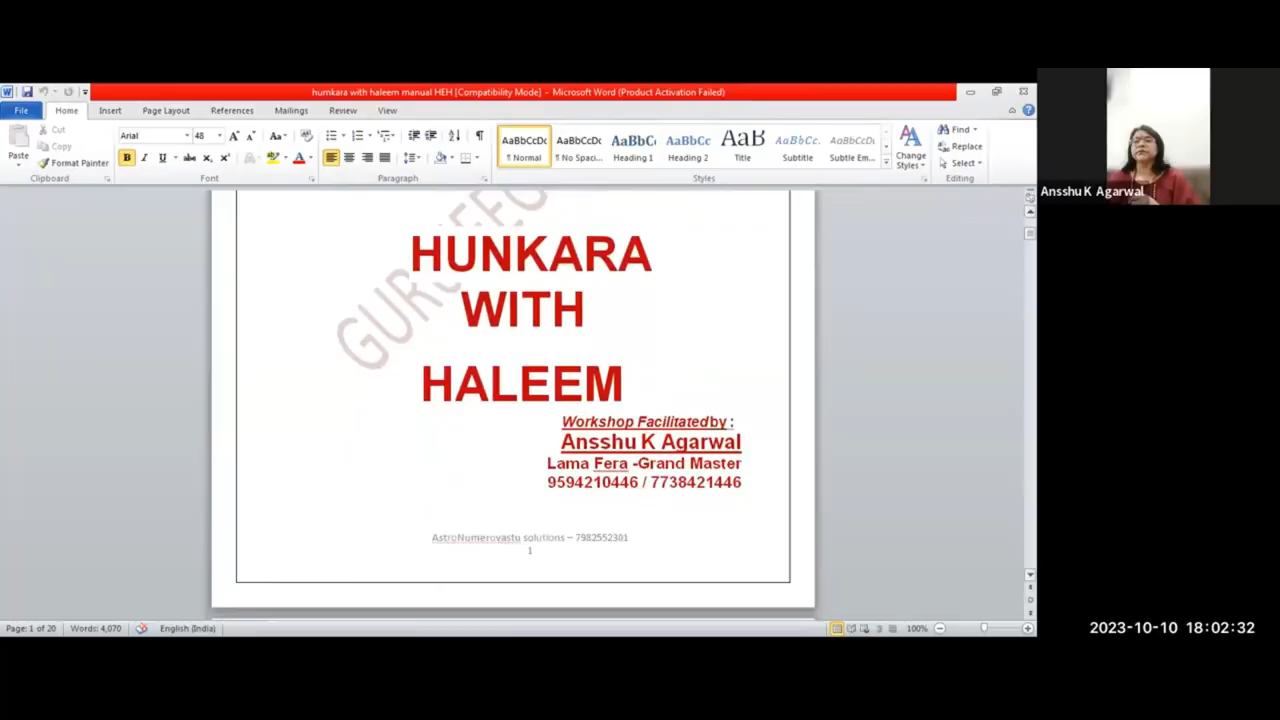 humkara with haleem manual HEH [Compatibility Mode] - Microsoft Word (Product Activation Failed)
File Home Insert Page Layout References Mailings Review View
Paste
Cut
Copy
Format Painter
Arial 48
AaBbCcDc AaBbCcDc AaBbC AaBbCc AaB AaBbCc. AaBbCcDc
¶ Normal ¶ No Spaci... Heading 1 Heading 2 Title Subtitle Subtle Em...
Change Styles
Find
Replace
Select
Clipboard Font Paragraph Styles Editing
Ansshu K Agarwal
HUNKARA
WITH
HALEEM
Workshop Facilitatedby :
Ansshu K Agarwal
Lama Fera -Grand Master
9594210446 / 7738421446
AstroNumerovastu solutions – 7982552301
1
Page: 1 of 20 Words: 4,070 English (India) 100%
2023-10-10 18:02:32